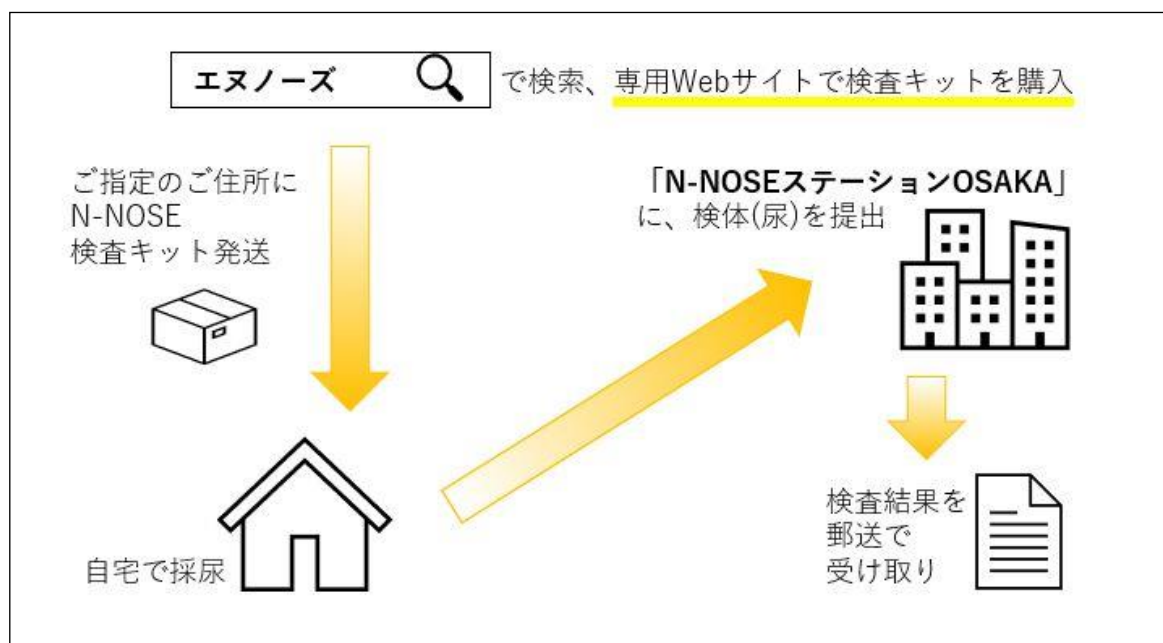 エヌノーズ で検索、専用Webサイトで検査キットを購入
ご指定のご住所に
N-NOSE
検査キット発送
自宅で採尿
「N-NOSEステーションOSAKA」
に、検体(尿)を提出
検査結果を
郵送で
受け取り